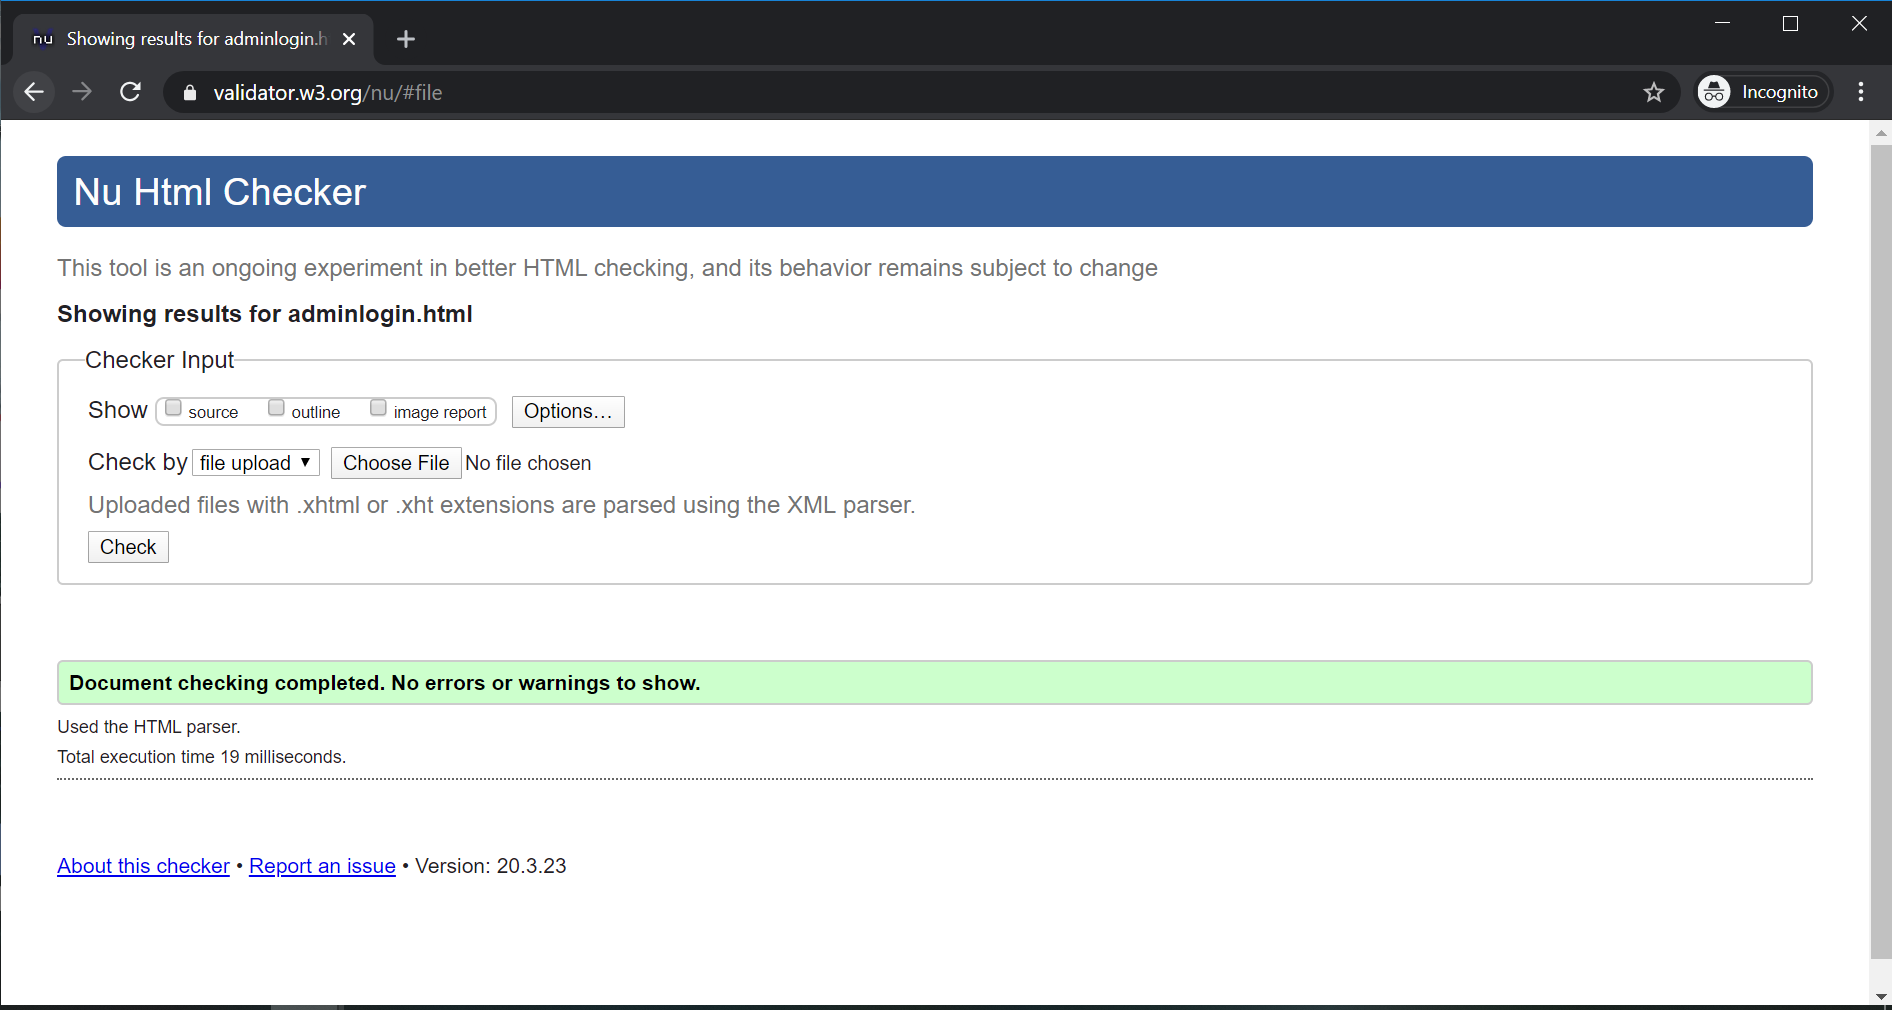 nu Showing results for adminlogin.h
validator.w3.org/nu/#file Incognito
Nu Html Checker
This tool is an ongoing experiment in better HTML checking, and its behavior remains subject to change
Showing results for adminlogin.html
Checker Input
Show source outline image report Options...
Check by file upload Choose File No file chosen
Uploaded files with .xhtml or .xht extensions are parsed using the XML parser.
Check
Document checking completed. No errors or warnings to show.
Used the HTML parser.
Total execution time 19 milliseconds.
About this checker • Report an issue • Version: 20.3.23